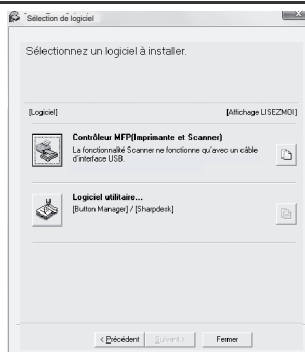 Sélection de logiciel
Sélectionnez un logiciel à installer.
[Logiciel] [Affichage LISEZMOI]
Contrôleur MFP(Imprimante et Scanner)
La fonctionnalité Scanner ne fonctionne qu'avec un câble
d'interface USB.
Logiciel utilitaire...
[Button Manager] / [Sharpdesk]
< Précédent Suivant > Fermer